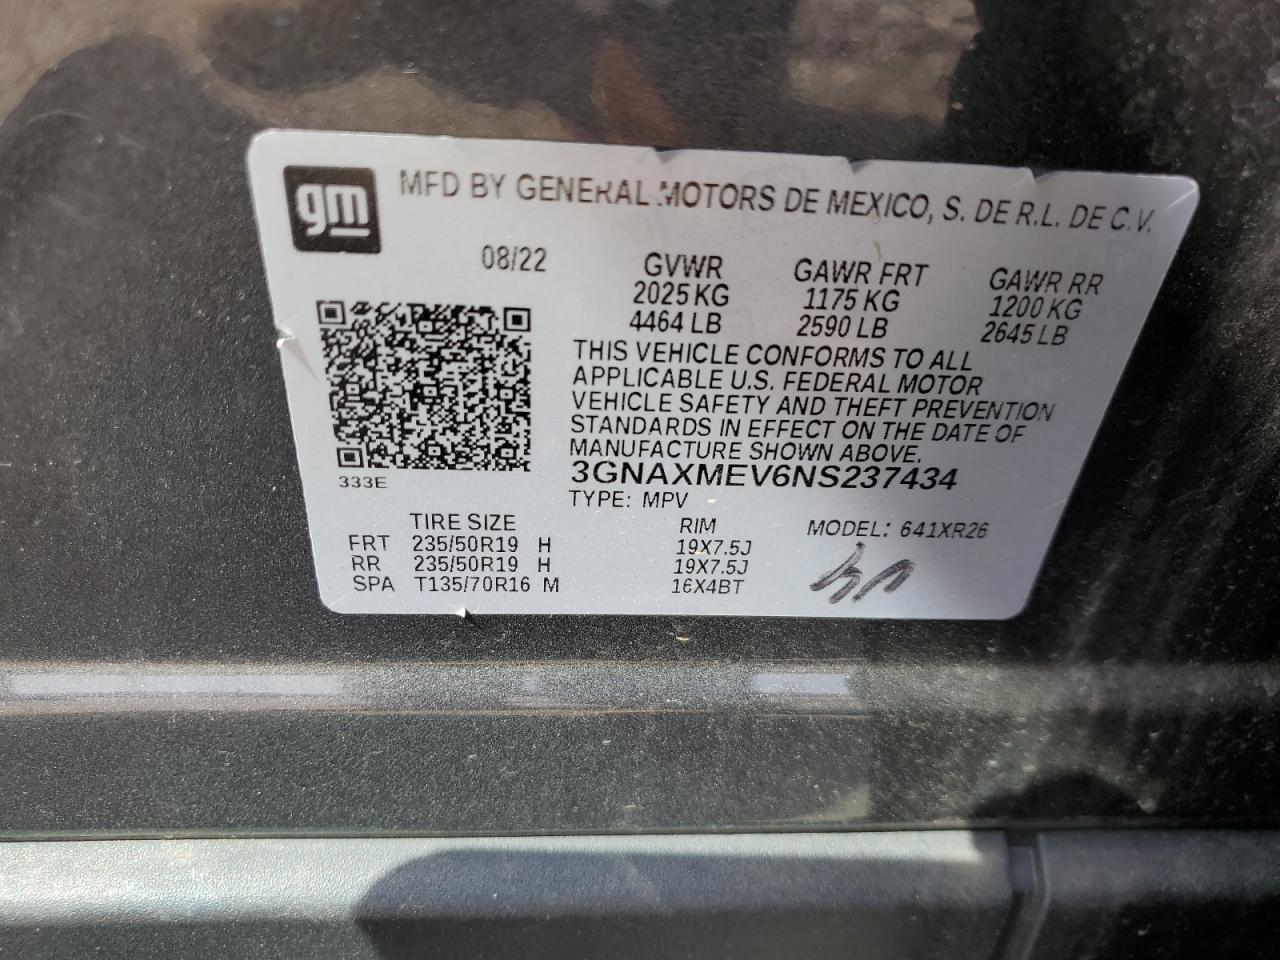 gm
MFD BY GENERAL MOTORS DE MEXICO, S. DE R.L. DE C.V.
08/22 GVWR GAWR FRT GAWR RR
2025 KG 1175 KG 1200 KG
4464 LB 2590 LB 2645 LB
THIS VEHICLE CONFORMS TO ALL
APPLICABLE U.S. FEDERAL MOTOR
VEHICLE SAFETY AND THEFT PREVENTION
STANDARDS IN EFFECT ON THE DATE OF
MANUFACTURE SHOWN ABOVE.
3GNAXMEV6NS237434
333E
TYPE: MPV
TIRE SIZE RIM MODEL: 641XR26
FRT 235/50R19 H 19X7.5J
RR 235/50R19 H 19X7.5J
SPA T135/70R16 M 16X4BT